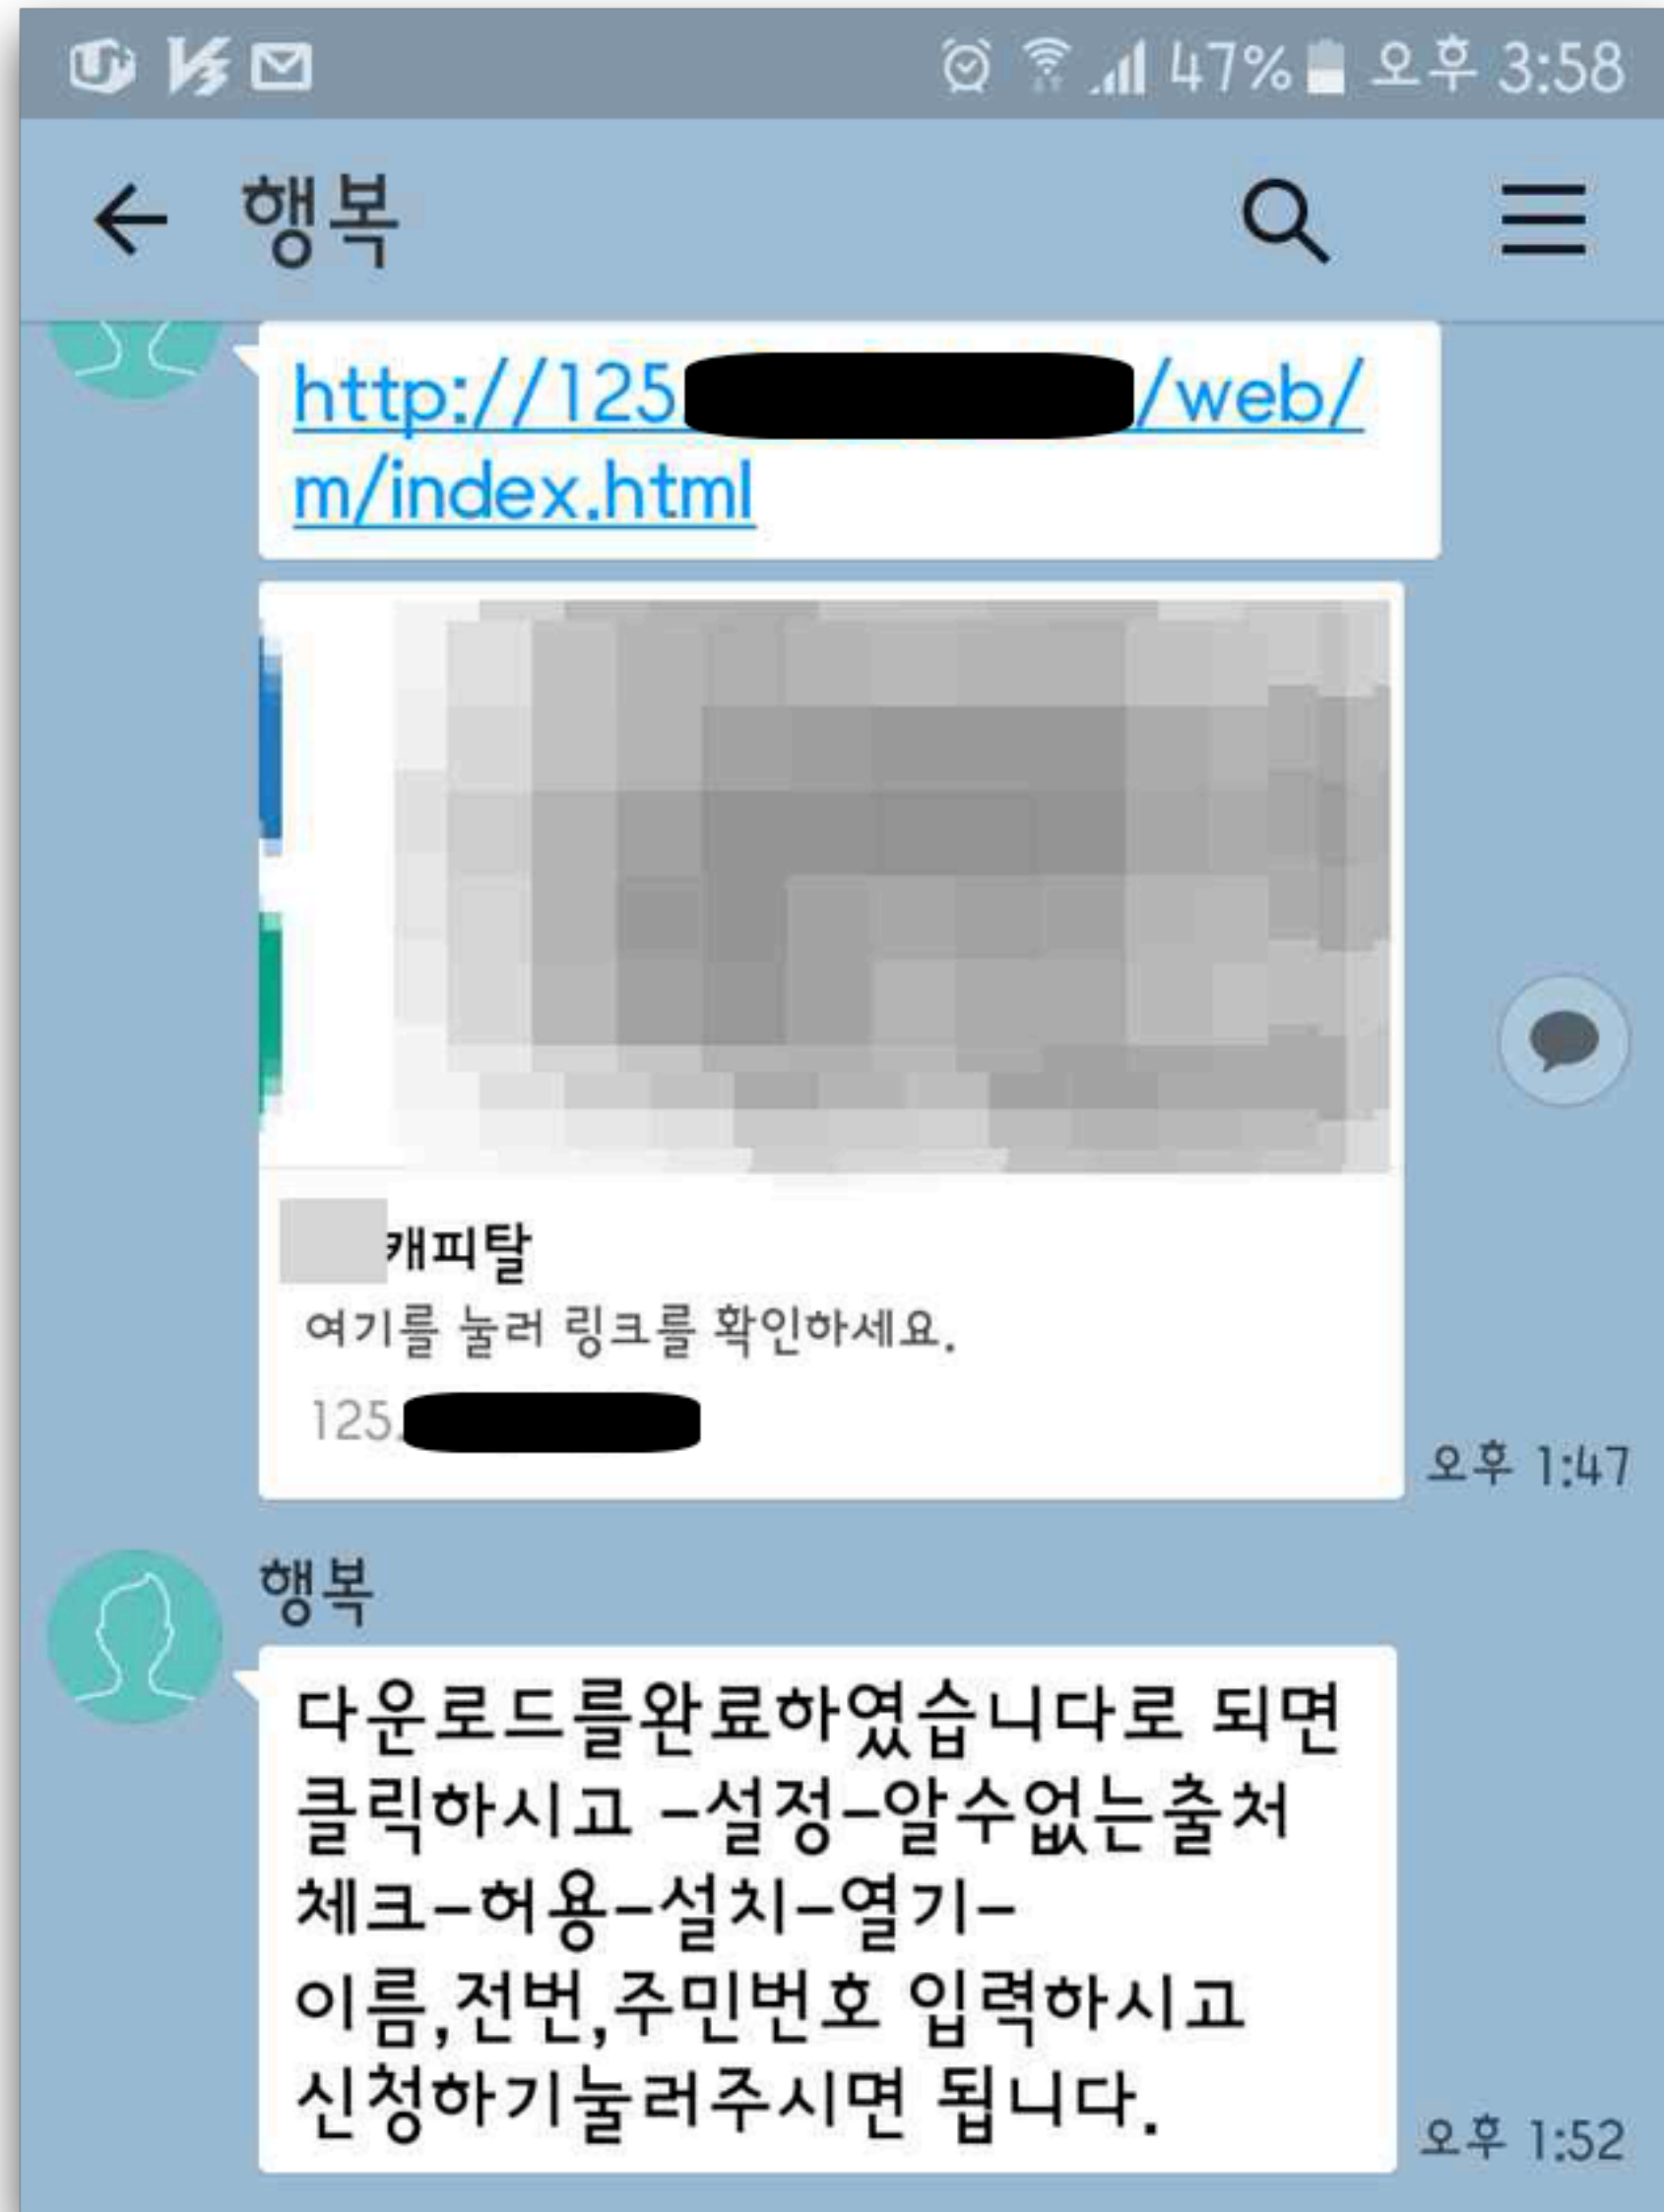 47% 오후 3:58
행복
http://125 /web/
m/index.html
캐피탈
여기를 눌러 링크를 확인하세요.
125.
오후 1:47
행복
다운로드를완료하였습니다로 되면
클릭하시고 -설정-알수없는출처
체크-허용-설치-열기-
이름,전번,주민번호 입력하시고
신청하기눌러주시면 됩니다.
오후 1:52